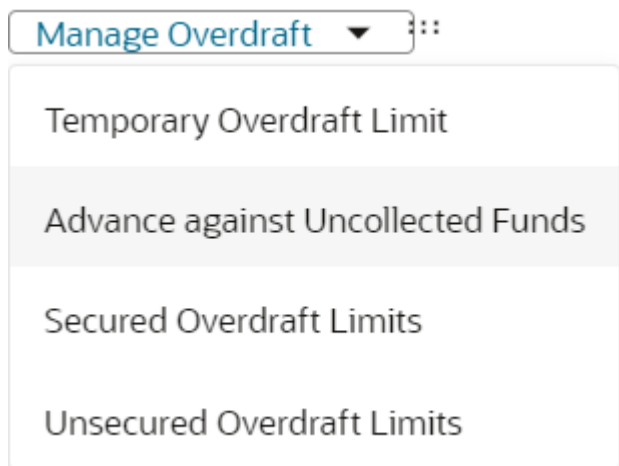 Manage Overdraft
Temporary Overdraft Limit
Advance against Uncollected Funds
Secured Overdraft Limits
Unsecured Overdraft Limits